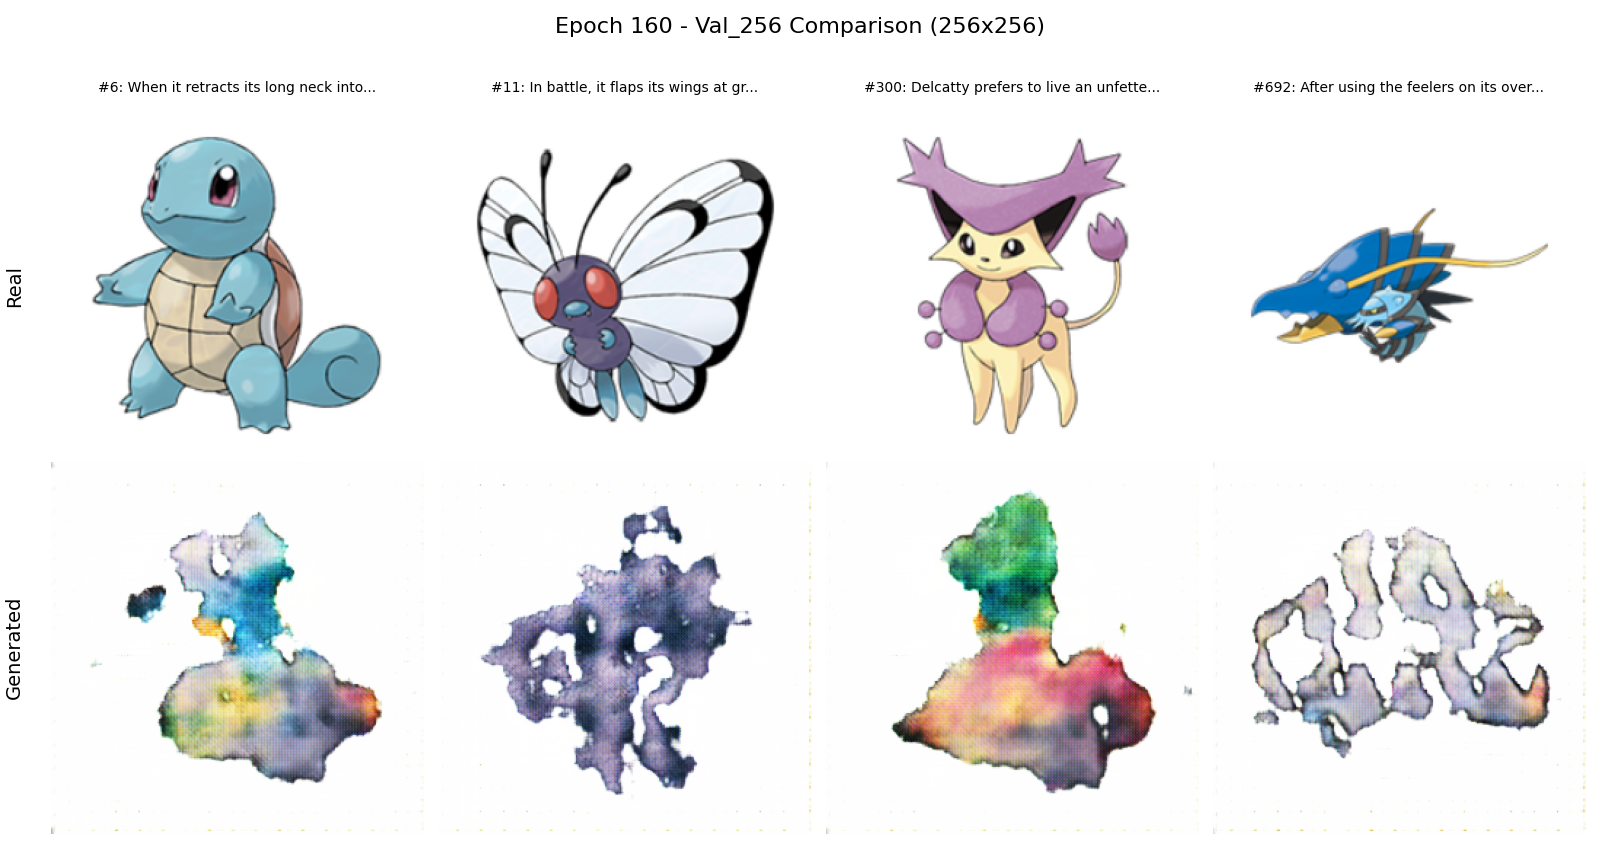 Epoch 160 - Val_256 Comparison (256x256)
#6: When it retracts its long neck into...
#11: In battle, it flaps its wings at gr...
#300: Delcatty prefers to live an unfette...
#692: After using the feelers on its over...
Real
Generated